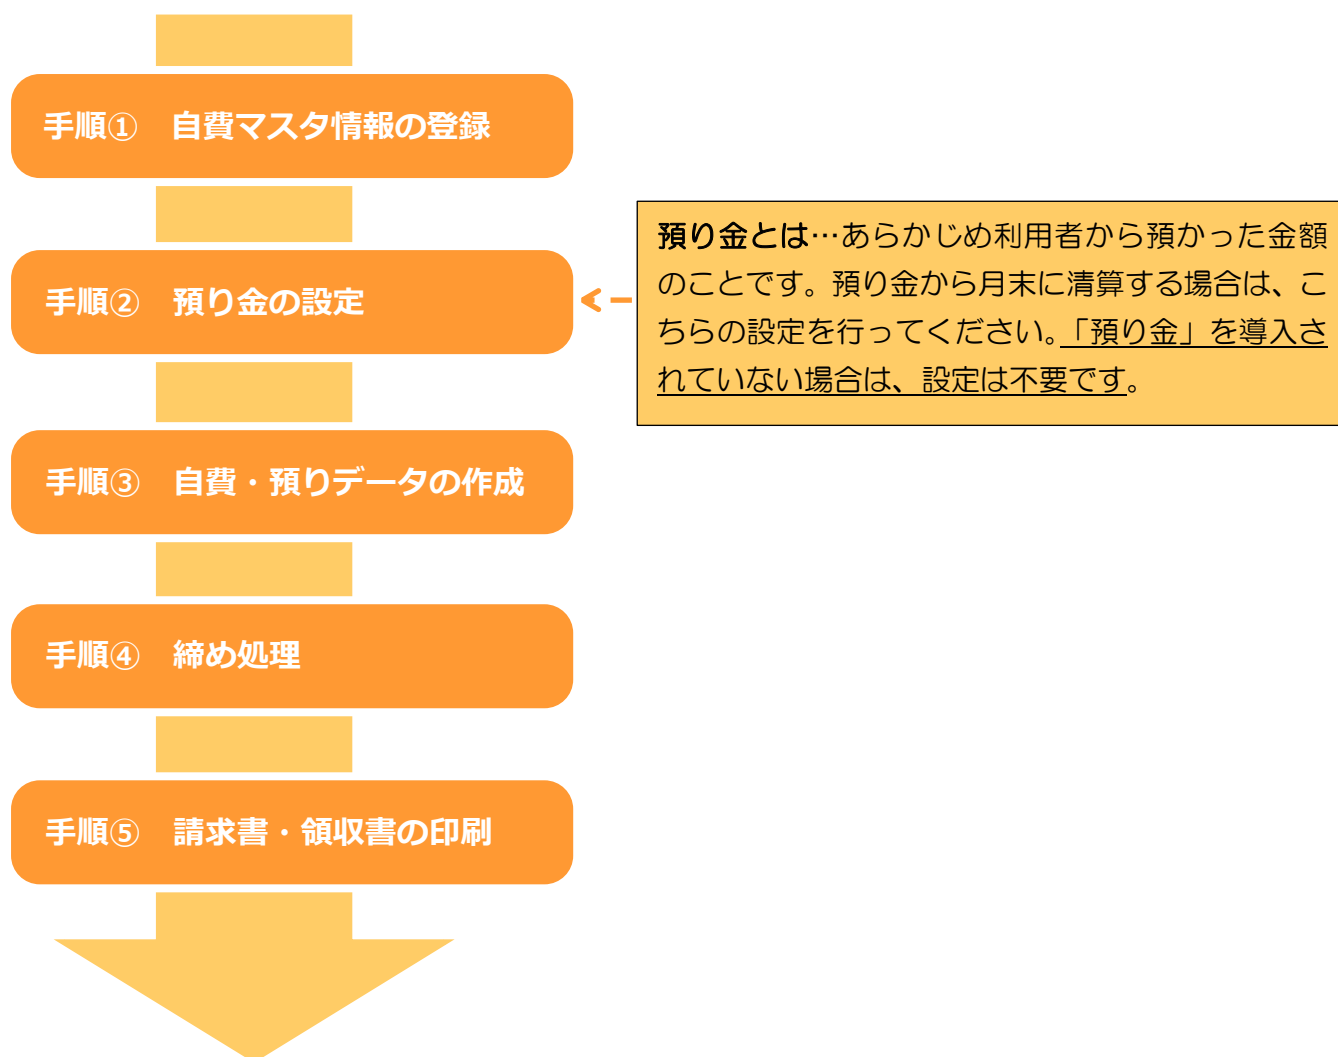 手順①　自費マスタ情報の登録
手順②　預り金の設定
預り金とは…あらかじめ利用者から預かった金額
のことです。預り金から月末に清算する場合は、こ
ちらの設定を行ってください。「預り金」を導入さ
れていない場合は、設定は不要です。
手順③　自費・預りデータの作成
手順④　締め処理
手順⑤　請求書・領収書の印刷